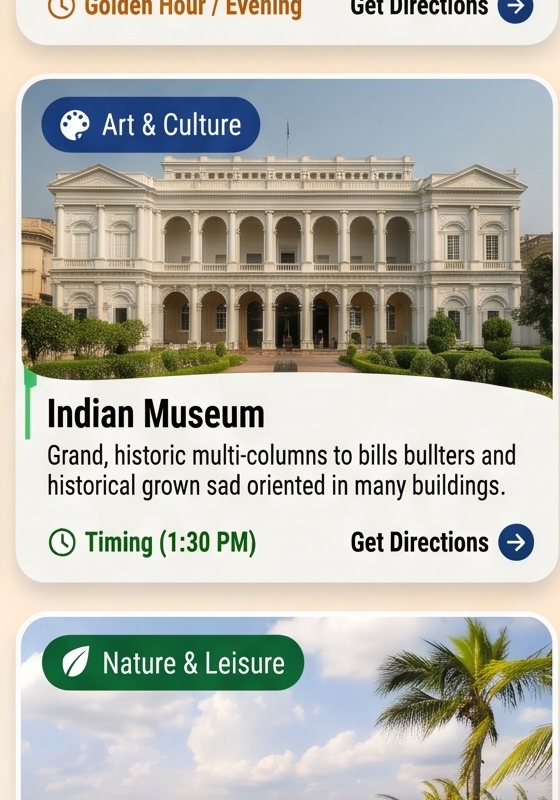 Golden Hour / Evening
Get Directions
Art & Culture
Indian Museum
Grand, historic multi-columns to bills bullters and
historical grown sad oriented in many buildings.
Timing (1:30 PM)
Get Directions
Nature & Leisure